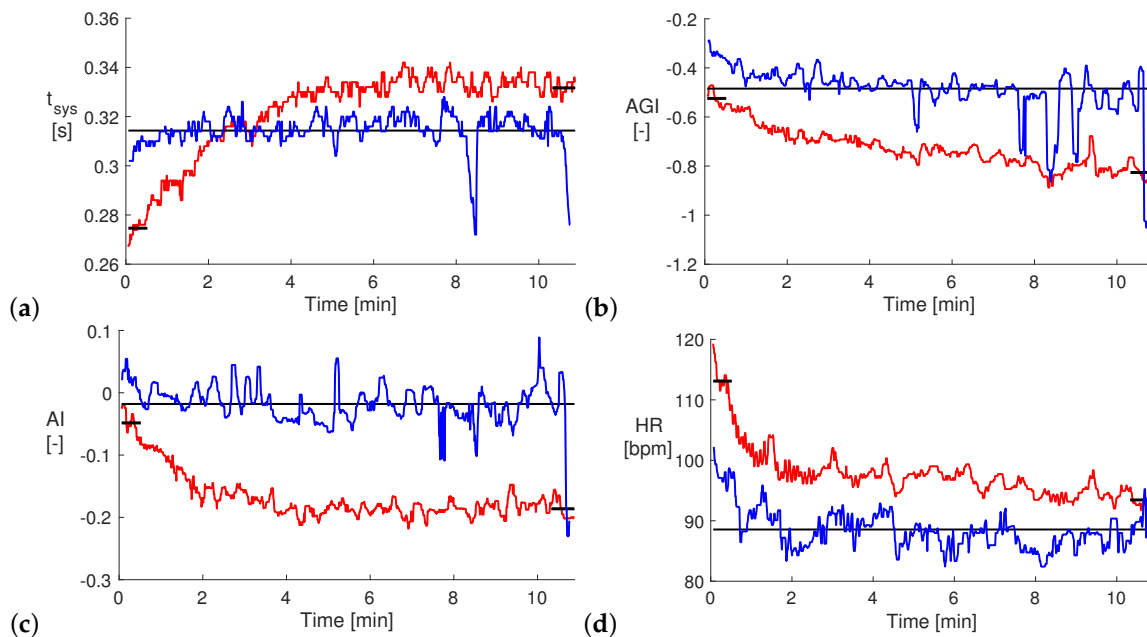 0.36
0.34
0.32
0.3
0.28
0.26
t_sys
[s]
0 2 4 6 8 10
Time [min]
(a)
-0.2
-0.4
-0.6
-0.8
-1
-1.2
AGI
[-]
0 2 4 6 8 10
Time [min]
(b)
0.1
0
-0.1
-0.2
-0.3
AI
[-]
0 2 4 6 8 10
Time [min]
(c)
120
110
100
90
80
HR
[bpm]
0 2 4 6 8 10
Time [min]
(d)